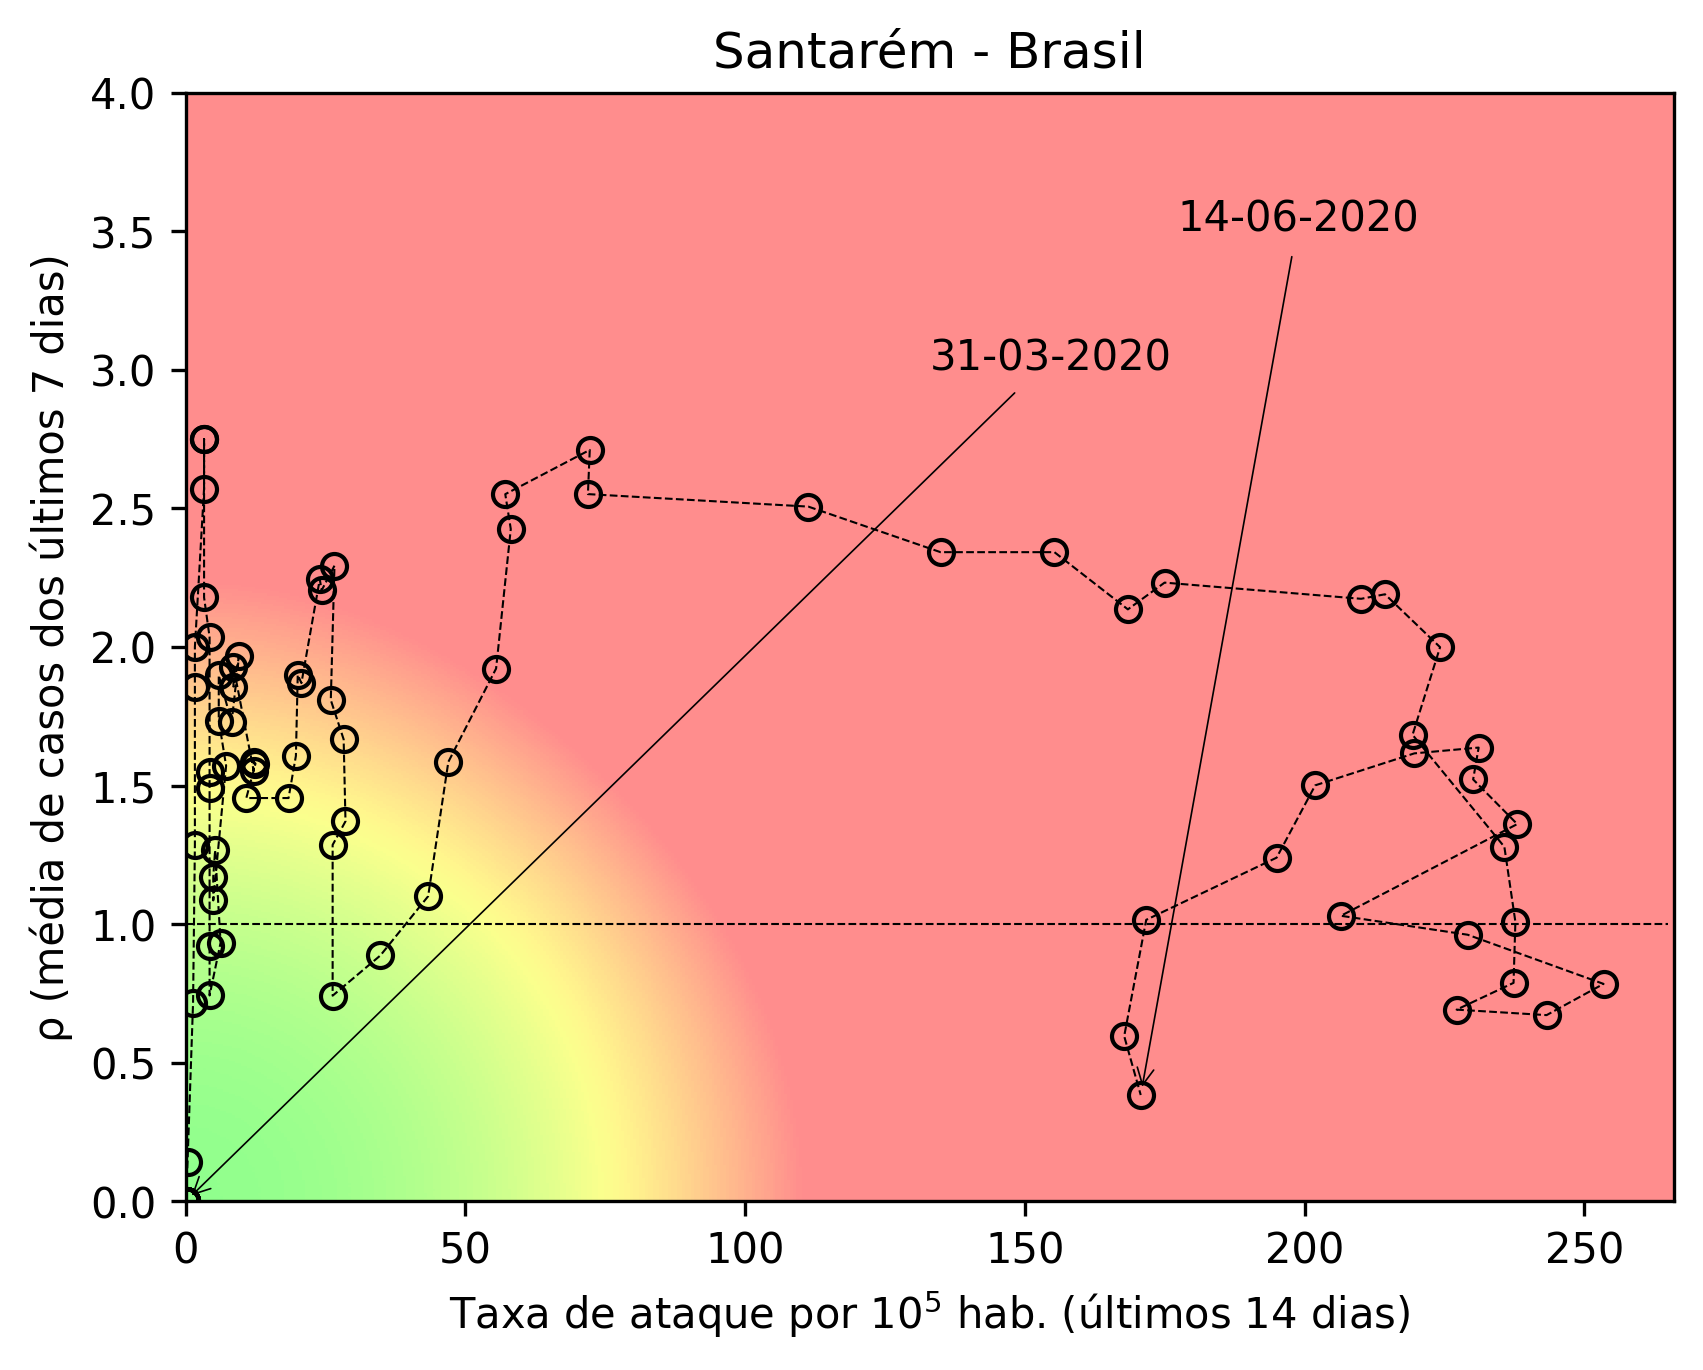 Santarém - Brasil
4.0
3.5
3.0
2.5
2.0
1.5
1.0
0.5
0.0
ρ (média de casos dos últimos 7 dias)
14-06-2020
31-03-2020
0 50 100 150 200 250
Taxa de ataque por 10⁵ hab. (últimos 14 dias)